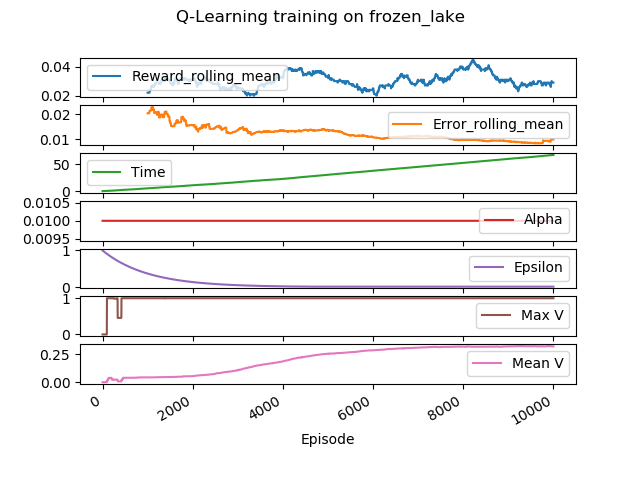 Q-Learning training on frozen_lake
0.04
0.02
Reward_rolling_mean
0.02
0.01
Error_rolling_mean
50
0
Time
0.0105
0.0100
0.0095
Alpha
1
0
Epsilon
1
0
Max V
0.25
0.00
Mean V
0
2000
4000
6000
8000
10000
Episode